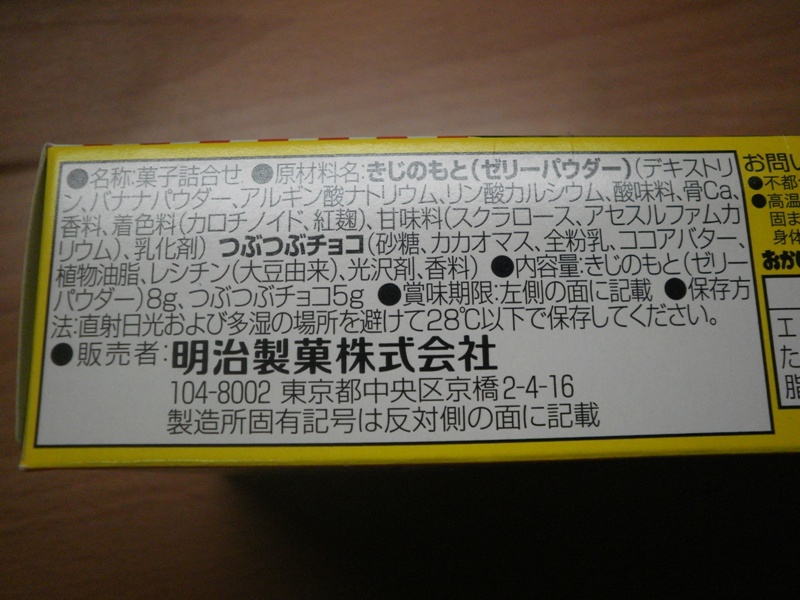 ●名称:菓子詰合せ ●原材料名:きじのもと(ゼリーパウダー)(デキストリ
ン、バナナパウダー、アルギン酸ナトリウム、リン酸カルシウム、酸味料、骨Ca、
香料、着色料(カロチノイド、紅麹)、甘味料(スクラロース、アセスルファムカ
リウム)、乳化剤) つぶつぶチョコ(砂糖、カカオマス、全粉乳、ココアバター、
植物油脂、レシチン(大豆由来)、光沢剤、香料) ●内容量:きじのもと(ゼリー
パウダー)8g、つぶつぶチョコ5g ●賞味期限:左側の面に記載 ●保存方
法:直射日光および多湿の場所を避けて28℃以下で保存してください。
●販売者:明治製菓株式会社
104-8002 東京都中央区京橋2-4-16
製造所固有記号は反対側の面に記載
お問い
●不都
●高温
固ま
身体
おかし
エ
た
脂